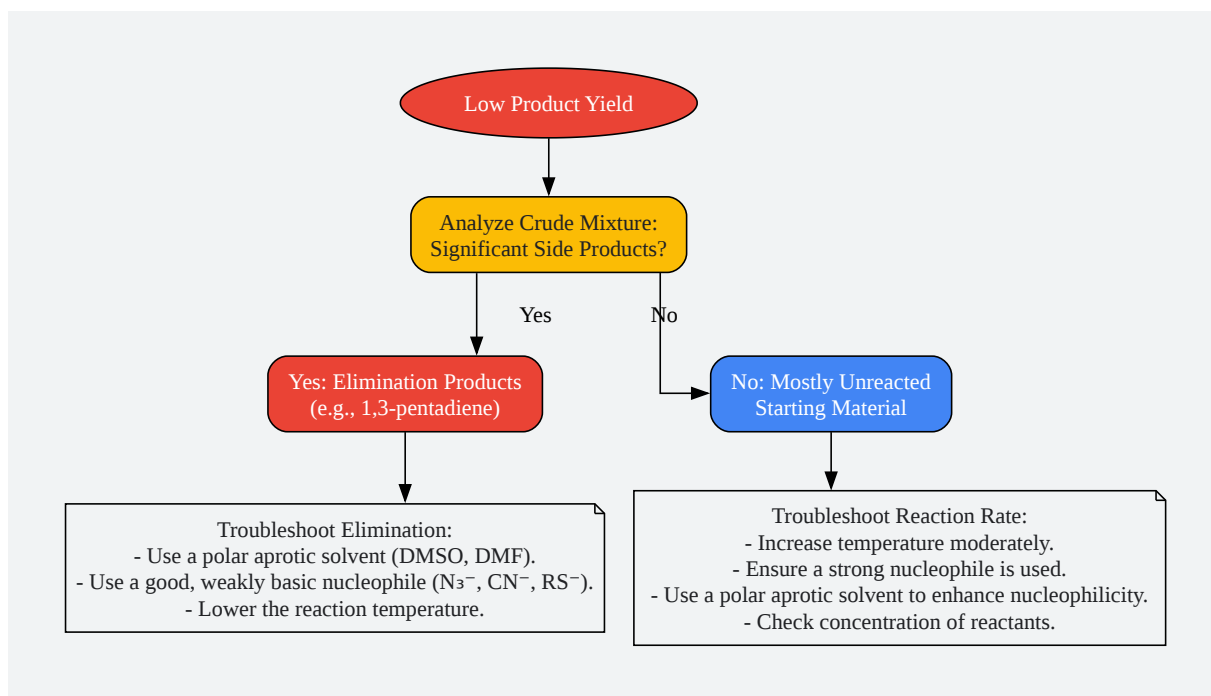 Low Product Yield
Analyze Crude Mixture:
Significant Side Products?
Yes
No
Yes: Elimination Products
(e.g., 1,3-pentadiene)
No: Mostly Unreacted
Starting Material
Troubleshoot Elimination:
- Use a polar aprotic solvent (DMSO, DMF).
- Use a good, weakly basic nucleophile (N₃⁻, CN⁻, RS⁻).
- Lower the reaction temperature.
Troubleshoot Reaction Rate:
- Increase temperature moderately.
- Ensure a strong nucleophile is used.
- Use a polar aprotic solvent to enhance nucleophilicity.
- Check concentration of reactants.